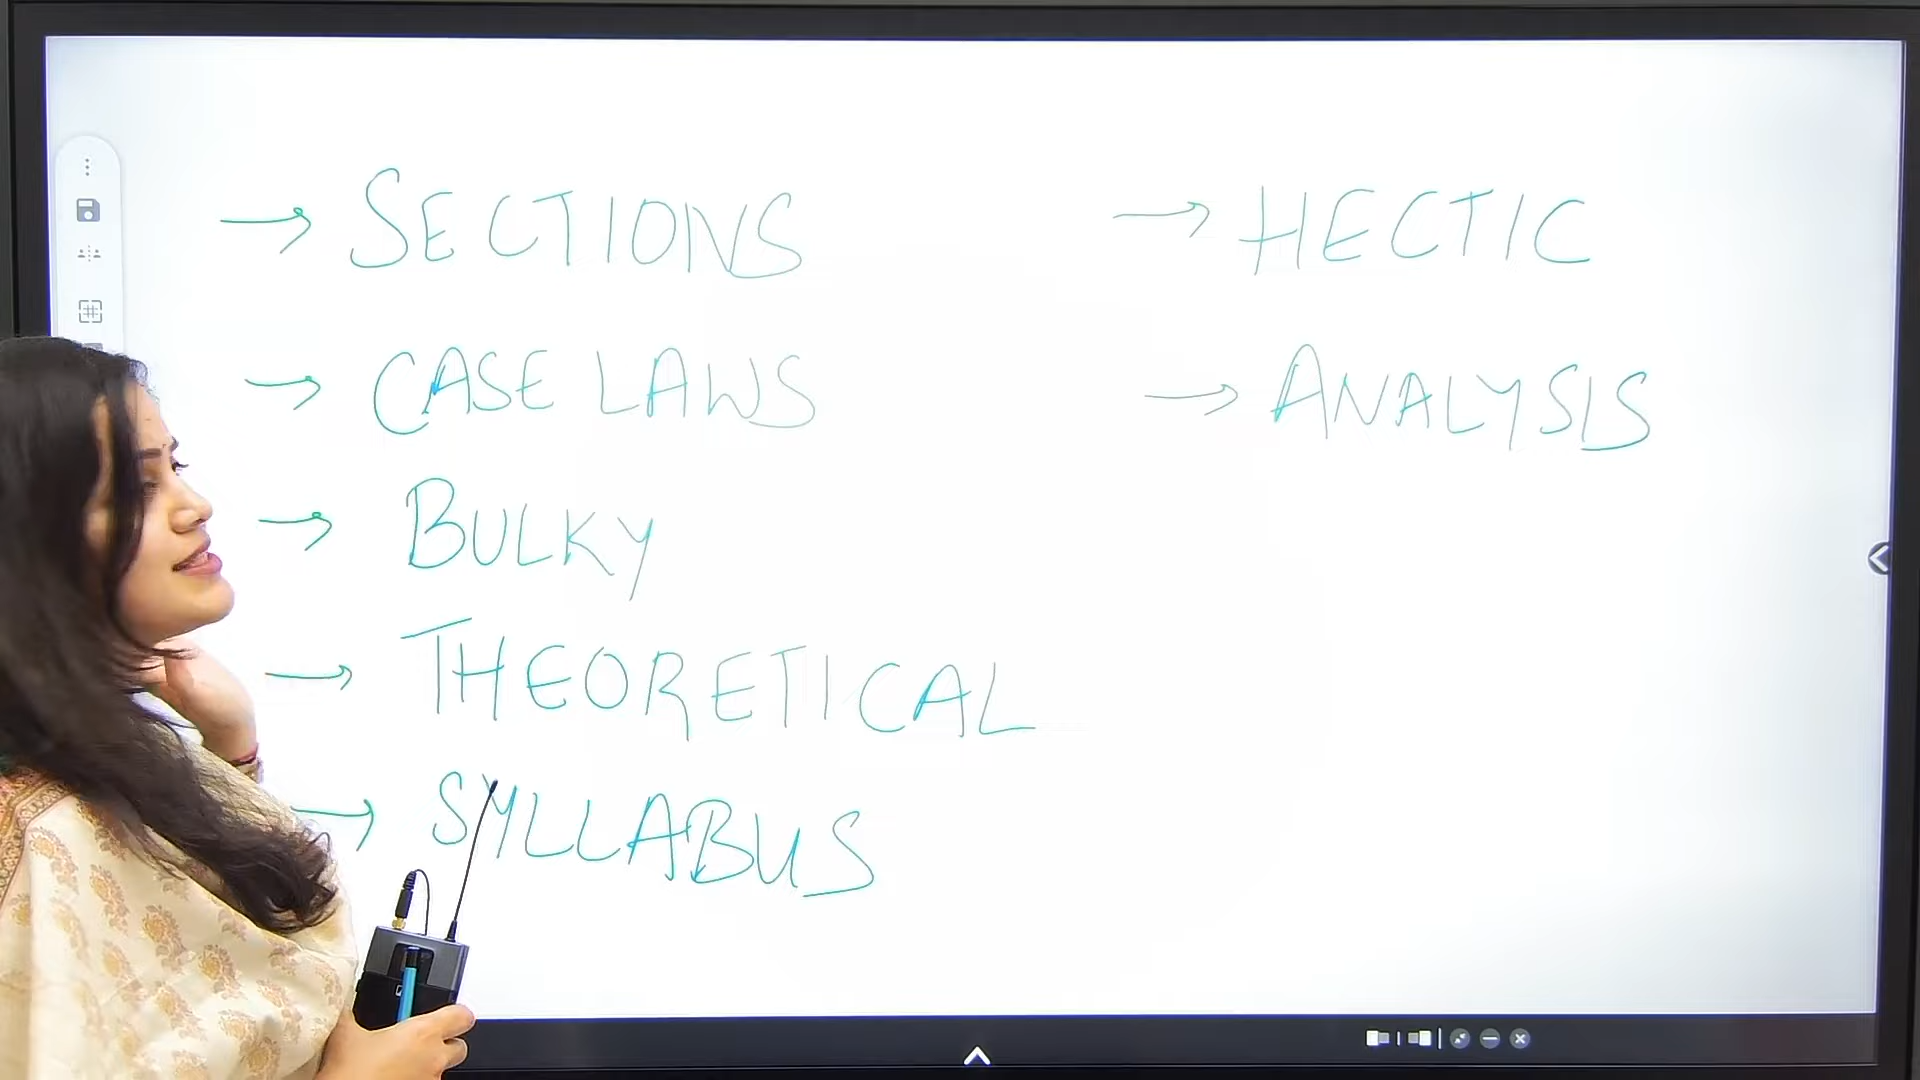 → SECTIONS
→ CASE LAWS
→ BULKY
→ THEORETICAL
→ SYLLABUS
→ HECTIC
→ ANALYSIS